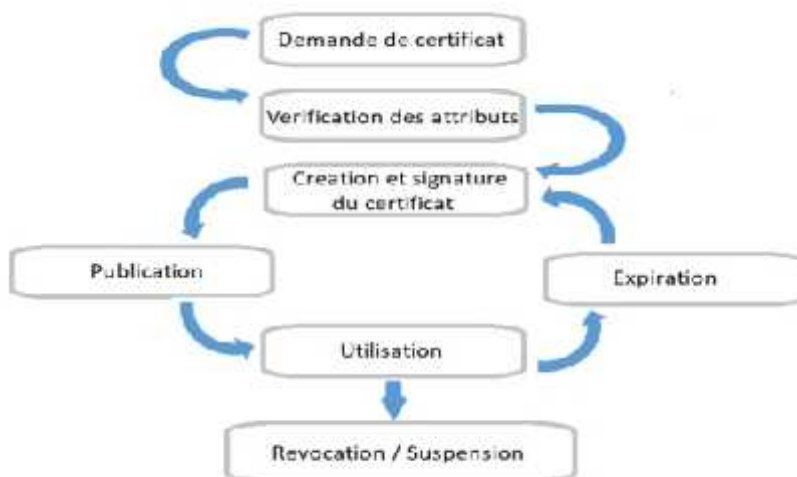 Demande de certificat
Verification des attributs
Creation et signature
du certificat
Publication
Expiration
Utilisation
Revocation / Suspension